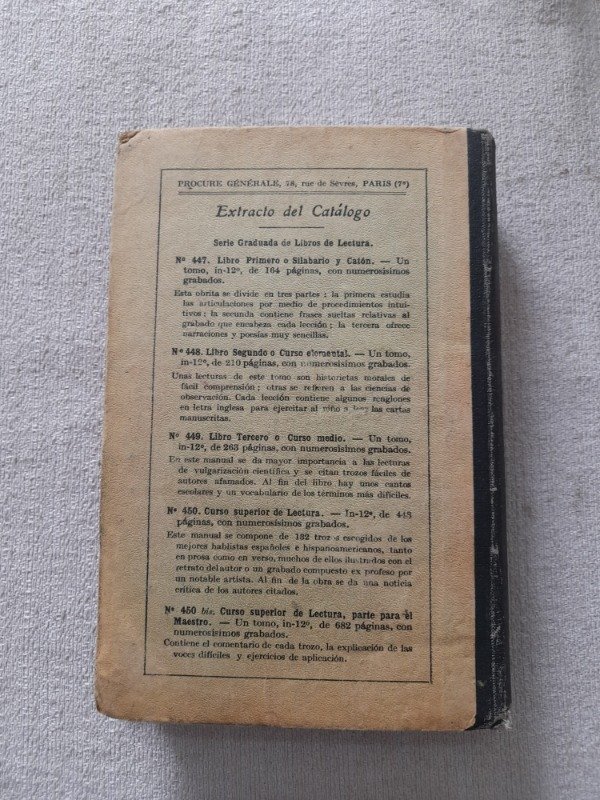 PROCURE GÉNÉRALE, 78, rue de Sèvres, PARIS (7ᵉ)
Extracto del Catálogo
Serie Graduada de Libros de Lectura.
Nº 447. Libro Primero o Silabario y Catón. — Un
tomo, in-12º, de 164 páginas, con numerosísimos
grabados.
Esta obrita se divide en tres partes : la primera estudia
las articulaciones por medio de procedimientos intui-
tivos : la secunda contiene frases sueltas relativas al
grabado que encabeza cada lección ; la tercera ofrece
narraciones y poesías muy sencillas.
Nº 448. Libro Segundo o Curso elemental. — Un tomo,
in-12º, de 210 páginas, con numerosísimos grabados.
Unas lecturas de este tomo son historietas morales de
fácil comprensión ; otras se refieren a las ciencias de
observación. Cada lección contiene algunos renglones
en letra inglesa para ejercitar al niño a leer las cartas
manuscritas.
Nº 449. Libro Tercero o Curso medio. — Un tomo,
in-12º, de 263 páginas, con numerosísimos grabados.
En este manual se da mayor importancia a las lecturas
de vulgarización científica y se citan trozos fáciles de
autores afamados. Al fin del libro hay unos cantos
escolares y un vocabulario de los términos más difíciles.
Nº 450. Curso superior de Lectura. — In-12º, de 443
páginas, con numerosísimos grabados.
Este manual se compone de 182 trozos escogidos de los
mejores hablistas españoles e hispanoamericanos, tanto
en prosa como en verso, muchos de ellos ilustrados con el
retrato del autor o un grabado compuesto ex profeso por
un notable artista. Al fin de la obra se da una noticia
crítica de los autores citados.
Nº 450 bis. Curso superior de Lectura, parte para el
Maestro. — Un tomo, in-12º, de 682 páginas, con
numerosísimos grabados.
Contiene el comentario de cada trozo, la explicación de las
voces difíciles y ejercicios de aplicación.